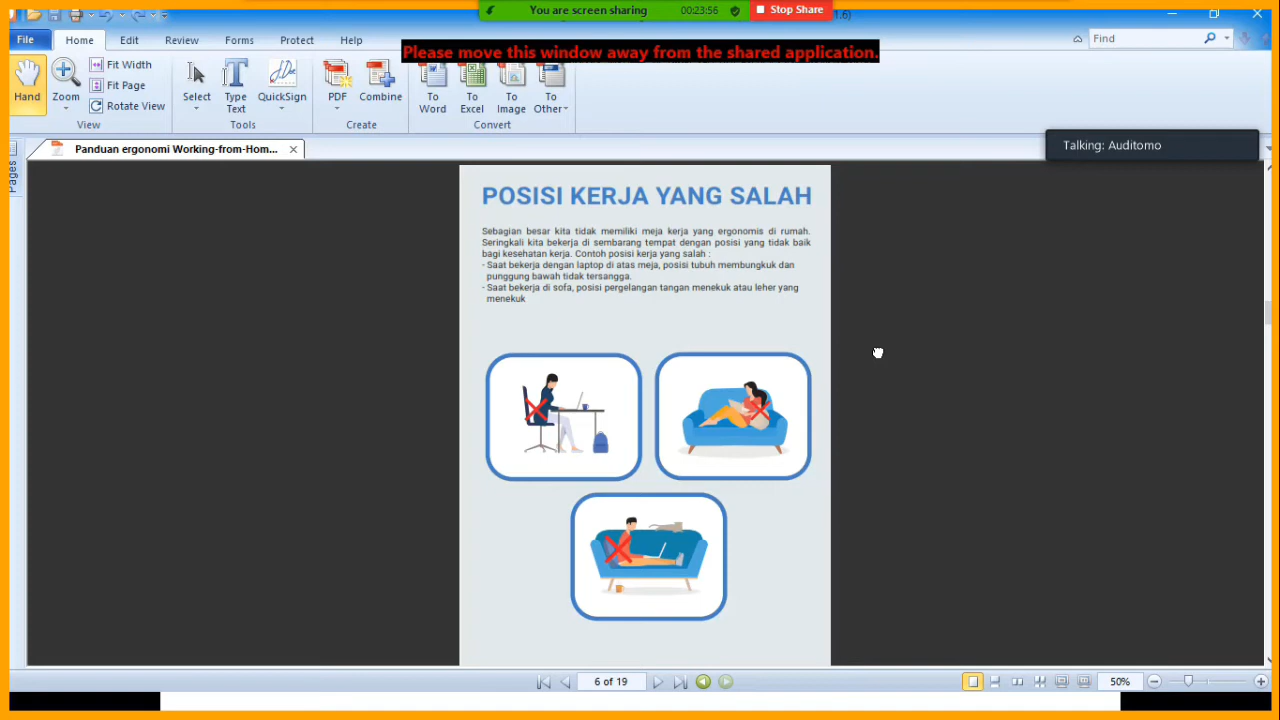 You are screen sharing 00:23:56 Stop Share
1.6)
File Home Edit Review Forms Protect Help
Find
Please move this window away from the shared application.
Hand
Zoom
Fit Width
Fit Page
Rotate View
View
Select
Type Text
QuickSign
Tools
PDF
Combine
Create
To Word
To Excel
To Image
To Other
Convert
Panduan ergonomi Working-from-Hom...
Talking: Auditomo
Pages
POSISI KERJA YANG SALAH
Sebagian besar kita tidak memiliki meja kerja yang ergonomis di rumah.
Seringkali kita bekerja di sembarang tempat dengan posisi yang tidak baik
bagi kesehatan kerja. Contoh posisi kerja yang salah :
- Saat bekerja dengan laptop di atas meja, posisi tubuh membungkuk dan
punggung bawah tidak tersangga.
- Saat bekerja di sofa, posisi pergelangan tangan menekuk atau leher yang
menekuk
6 of 19
50%